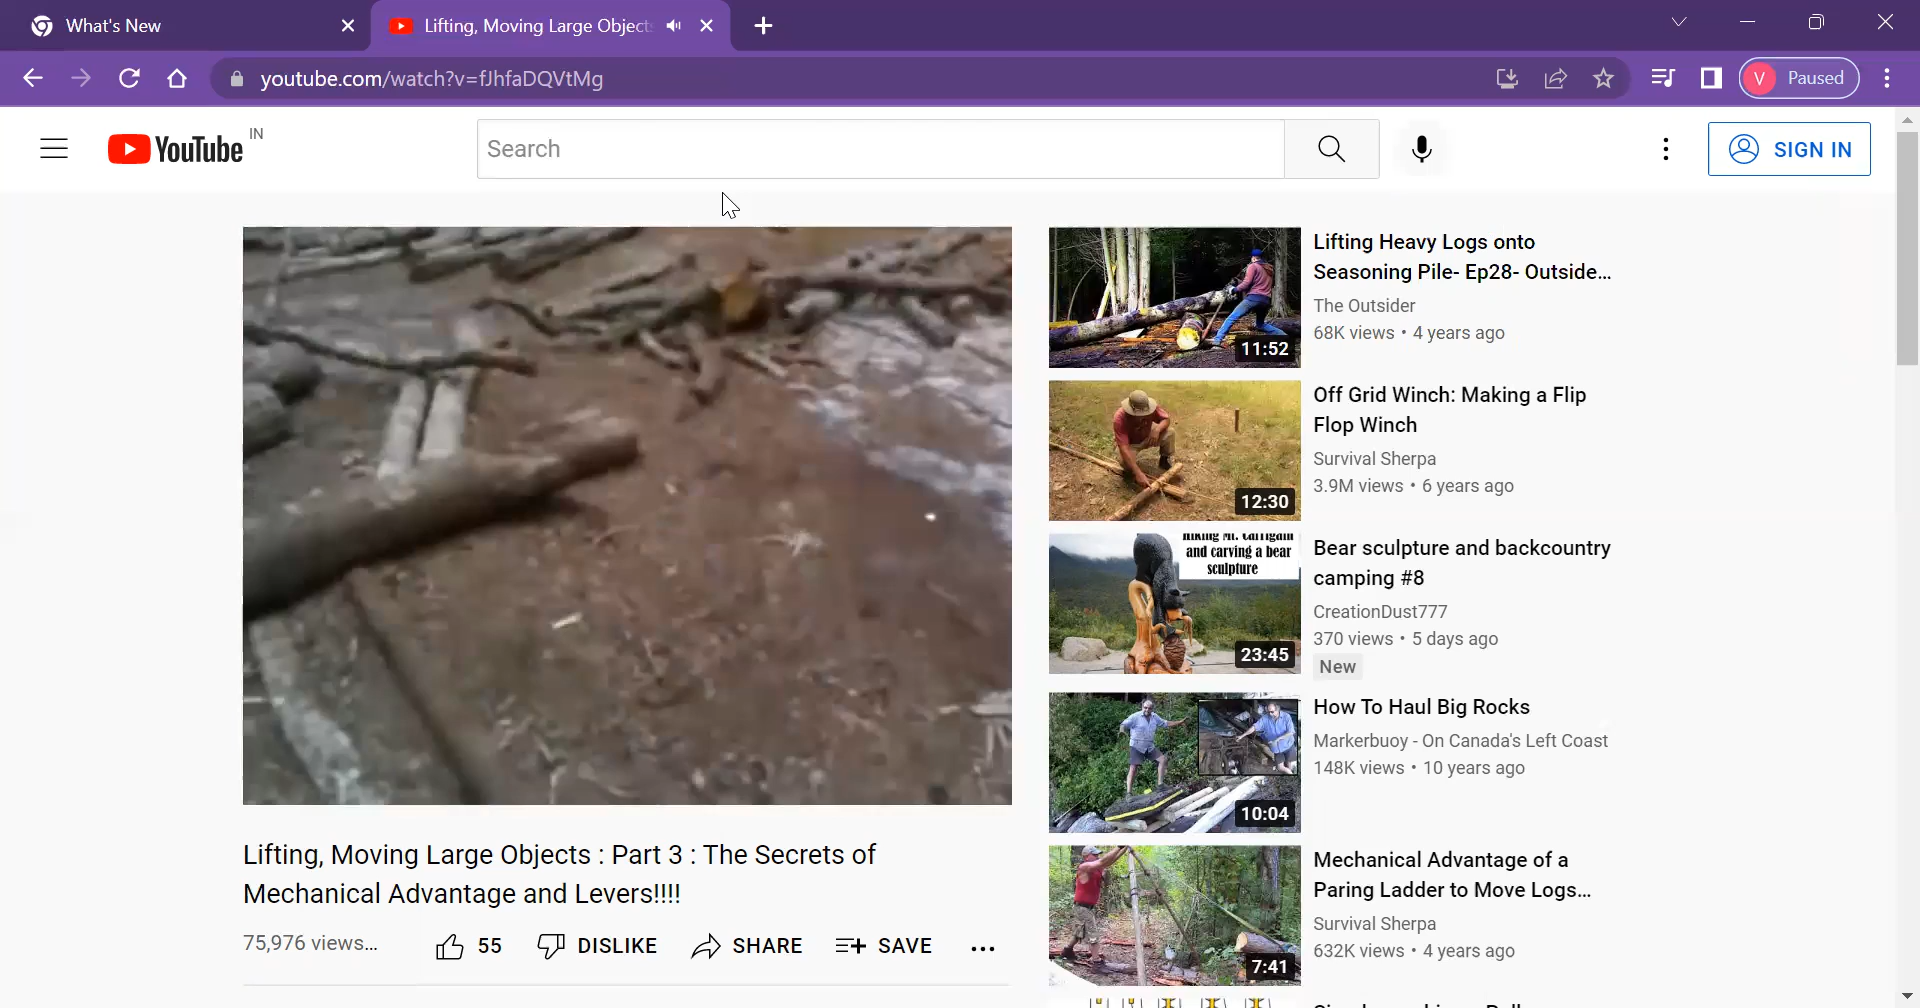 What's New
Lifting, Moving Large Object
youtube.com/watch?v=fJhfaDQVtMg
V Paused
YouTube IN
Search
SIGN IN
Lifting Heavy Logs onto
Seasoning Pile- Ep28- Outside...
The Outsider
68K views • 4 years ago
11:52
Off Grid Winch: Making a Flip
Flop Winch
Survival Sherpa
3.9M views • 6 years ago
12:30
Hiking Mt. Carrigain
and carving a bear
sculpture
Bear sculpture and backcountry
camping #8
CreationDust777
370 views • 5 days ago
23:45
New
How To Haul Big Rocks
Markerbuoy - On Canada's Left Coast
148K views • 10 years ago
10:04
Mechanical Advantage of a
Paring Ladder to Move Logs...
Survival Sherpa
632K views • 4 years ago
7:41
Lifting, Moving Large Objects : Part 3 : The Secrets of
Mechanical Advantage and Levers!!!!
75,976 views...
55
DISLIKE
SHARE
SAVE